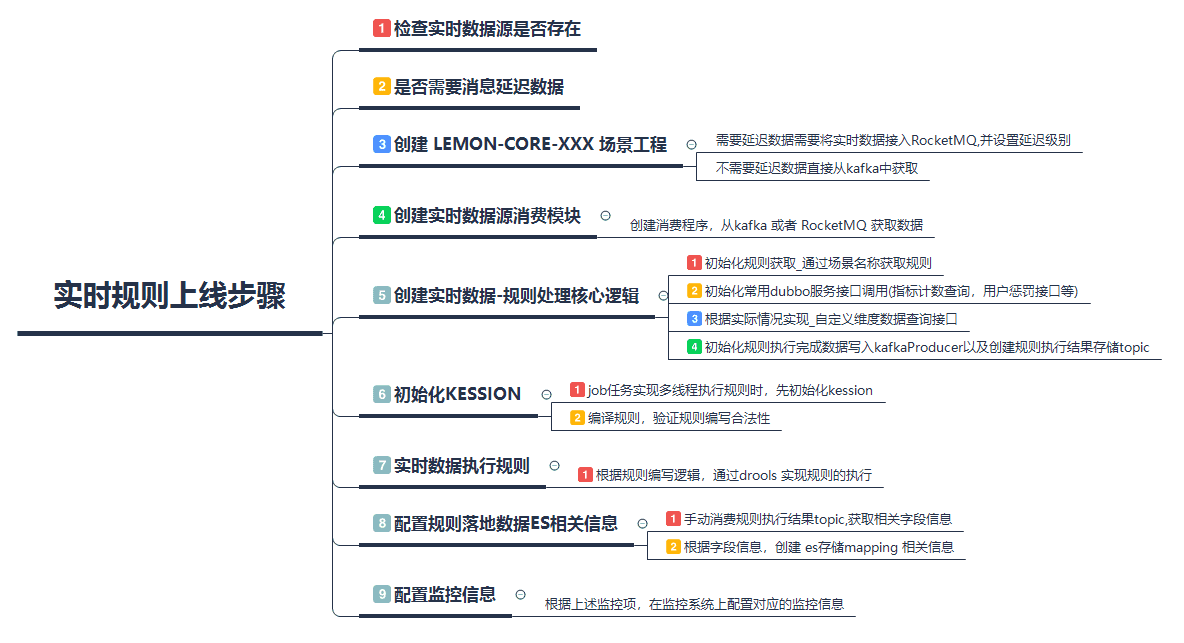 实时规则上线步骤
1 检查实时数据源是否存在
2 是否需要消息延迟数据
3 创建 LEMON-CORE-XXX 场景工程
需要延迟数据需要将实时数据接入RocketMQ,并设置延迟级别
不需要延迟数据直接从kafka中获取
4 创建实时数据源消费模块
创建消费程序，从kafka 或者 RocketMQ 获取数据
5 创建实时数据-规则处理核心逻辑
1 初始化规则获取_通过场景名称获取规则
2 初始化常用dubbo服务接口调用(指标计数查询，用户惩罚接口等)
3 根据实际情况实现_自定义维度数据查询接口
4 初始化规则执行完成数据写入kafkaProducer以及创建规则执行结果存储topic
6 初始化KESSION
1 job任务实现多线程执行规则时，先初始化kession
2 编译规则，验证规则编写合法性
7 实时数据执行规则
1 根据规则编写逻辑，通过drools 实现规则的执行
8 配置规则落地数据ES相关信息
1 手动消费规则执行结果topic,获取相关字段信息
2 根据字段信息，创建 es存储mapping 相关信息
9 配置监控信息
根据上述监控项，在监控系统上配置对应的监控信息